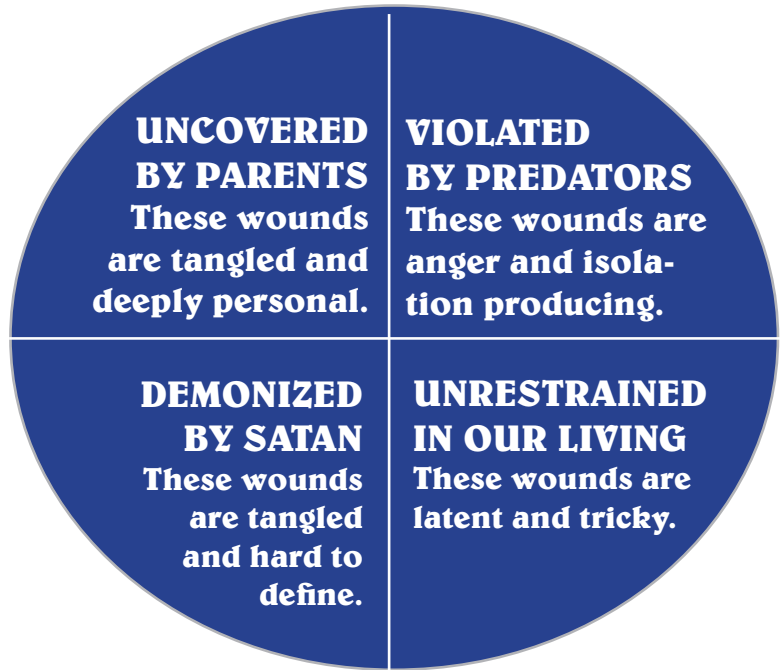 UNCOVERED
BY PARENTS
These wounds
are tangled and
deeply personal.
VIOLATED
BY PREDATORS
These wounds are
anger and isola-
tion producing.
DEMONIZED
BY SATAN
These wounds
are tangled
and hard to
define.
UNRESTRAINED
IN OUR LIVING
These wounds are
latent and tricky.